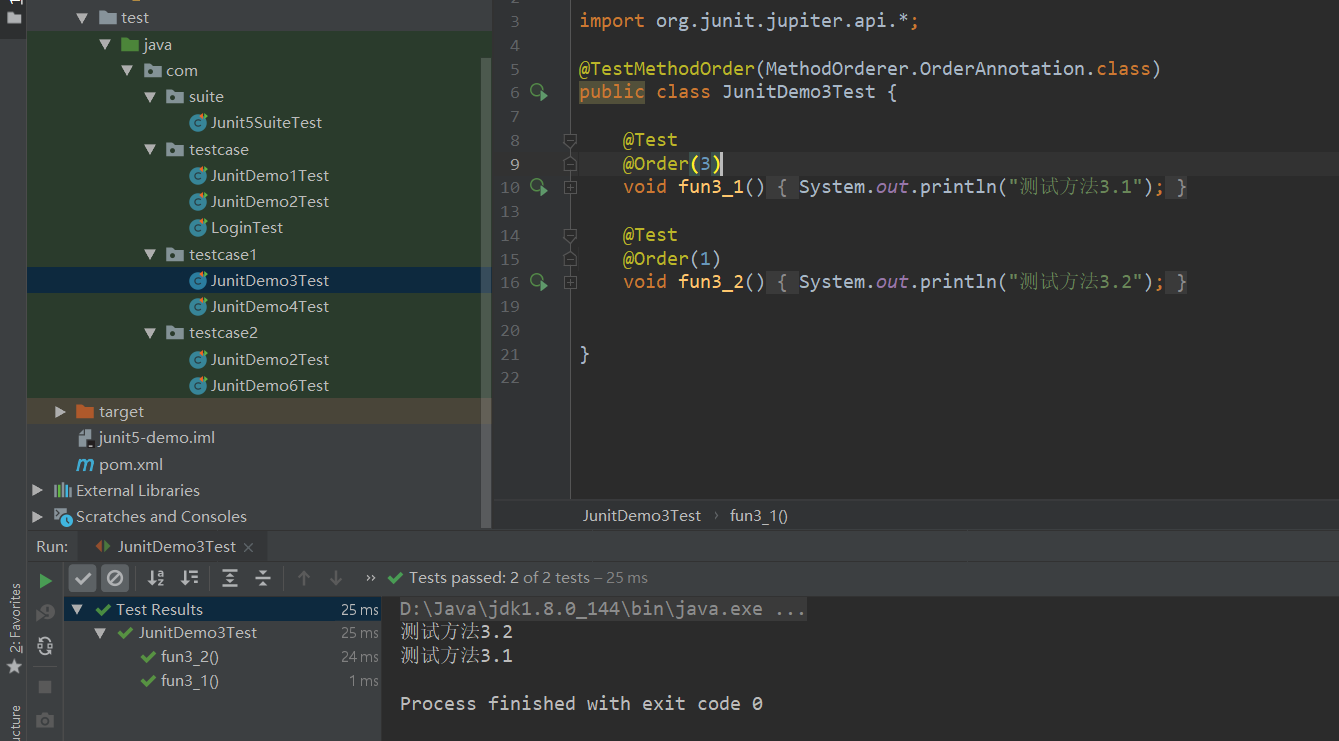 test
java
com
suite
Junit5SuiteTest
testcase
JunitDemo1Test
JunitDemo2Test
LoginTest
testcase1
JunitDemo3Test
JunitDemo4Test
testcase2
JunitDemo2Test
JunitDemo6Test
target
junit5-demo.iml
pom.xml
External Libraries
Scratches and Consoles
3 import org.junit.jupiter.api.*;
4
5 @TestMethodOrder(MethodOrderer.OrderAnnotation.class)
6 public class JunitDemo3Test {
7
8 @Test
9 @Order(3)
10 void fun3_1() { System.out.println("测试方法3.1"); }
13
14 @Test
15 @Order(1)
16 void fun3_2() { System.out.println("测试方法3.2"); }
19
20
21 }
22
JunitDemo3Test › fun3_1()
Run: JunitDemo3Test
» Tests passed: 2 of 2 tests – 25 ms
Test Results 25 ms
JunitDemo3Test 25 ms
fun3_2() 24 ms
fun3_1() 1 ms
D:\Java\jdk1.8.0_144\bin\java.exe ...
测试方法3.2
测试方法3.1
Process finished with exit code 0
2: Favorites